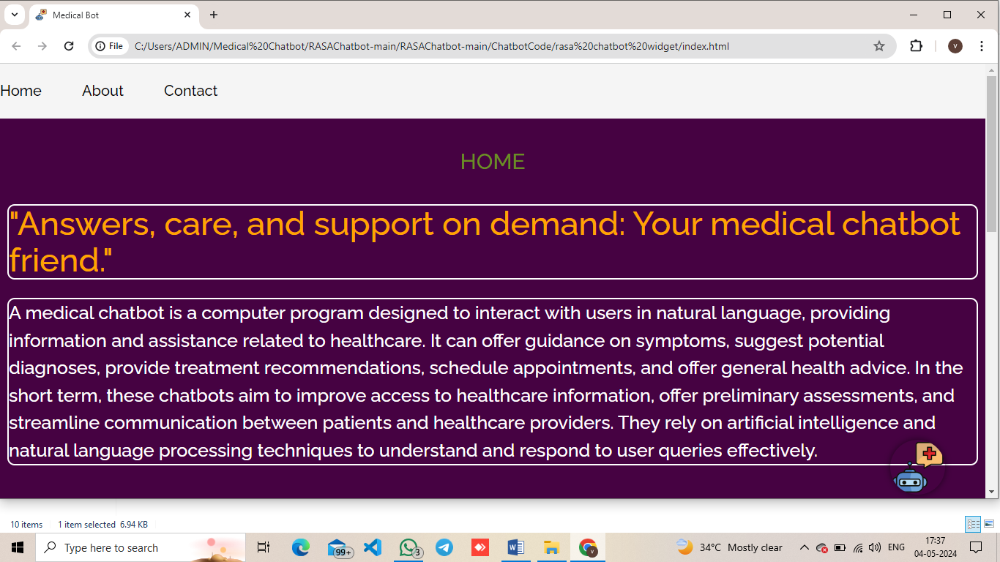 Medical Bot
File
C:/Users/ADMIN/Medical%20Chatbot/RASAChatbot-main/RASAChatbot-main/ChatbotCode/rasa%20chatbot%20widget/index.html
V
Home About Contact
HOME
"Answers, care, and support on demand: Your medical chatbot
friend."
A medical chatbot is a computer program designed to interact with users in natural language, providing
information and assistance related to healthcare. It can offer guidance on symptoms, suggest potential
diagnoses, provide treatment recommendations, schedule appointments, and offer general health advice. In the
short term, these chatbots aim to improve access to healthcare information, offer preliminary assessments, and
streamline communication between patients and healthcare providers. They rely on artificial intelligence and
natural language processing techniques to understand and respond to user queries effectively.
10 items 1 item selected 6.94 KB
Type here to search
99+
3
W
V
34°C Mostly clear
ENG
17:37
04-05-2024